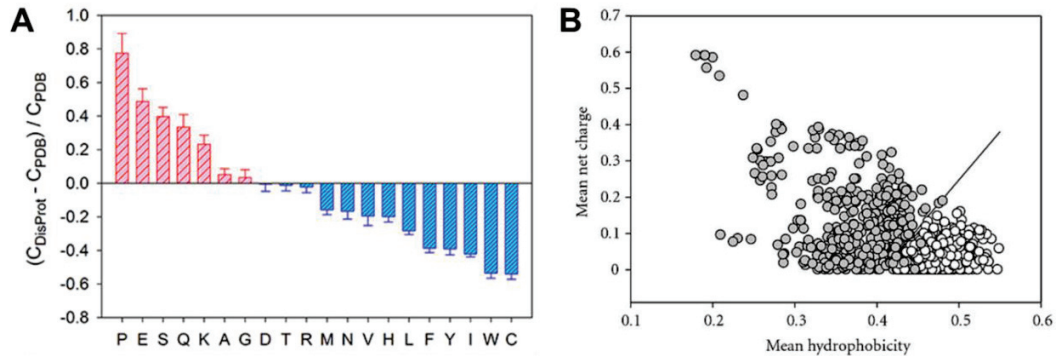 A
(C_DisProt - C_PDB) / C_PDB
1.0
0.8
0.6
0.4
0.2
0.0
-0.2
-0.4
-0.6
-0.8
P E S Q K A G D T R M N V H L F Y I W C
B
Mean net charge
0.7
0.6
0.5
0.4
0.3
0.2
0.1
0
0.1 0.2 0.3 0.4 0.5 0.6
Mean hydrophobicity